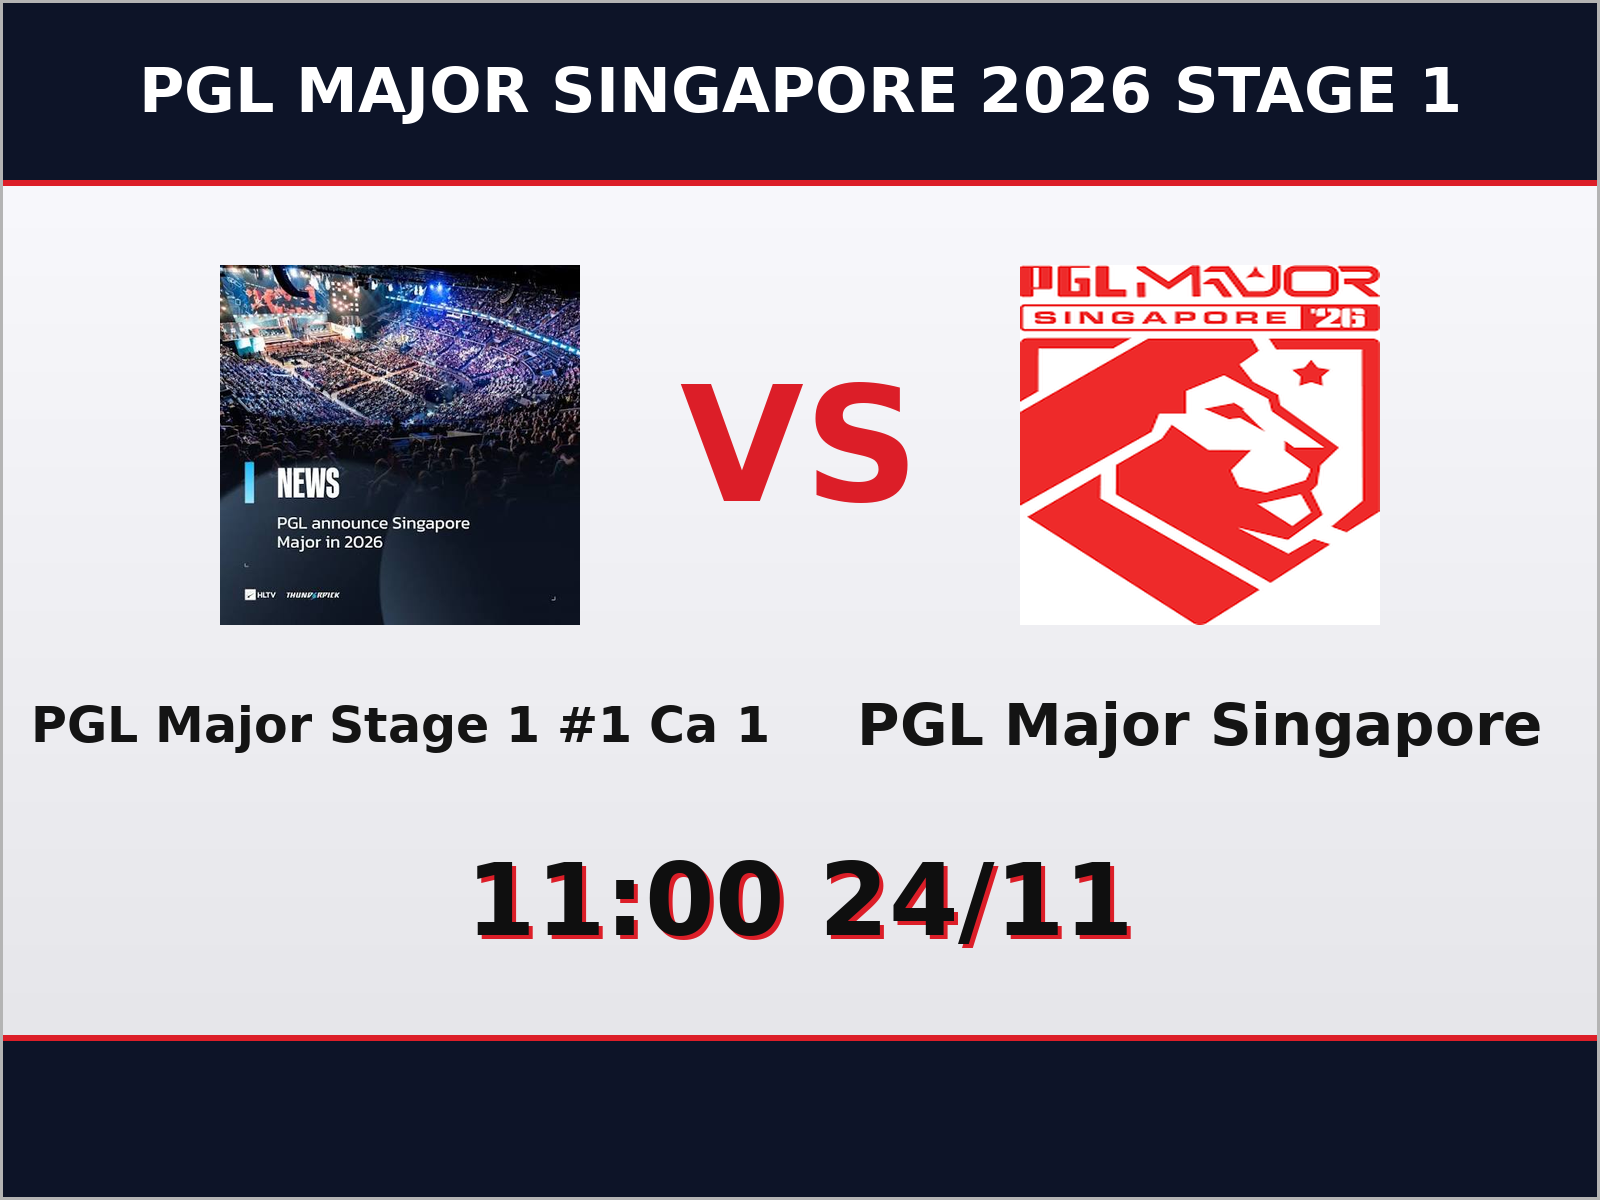 PGL MAJOR SINGAPORE 2026 STAGE 1
NEWS
PGL announce Singapore
Major in 2026
HLTV THUNDERPICK
VS
PGL MAJOR
SINGAPORE '26
PGL Major Stage 1 #1 Ca 1
PGL Major Singapore
11:00 24/11